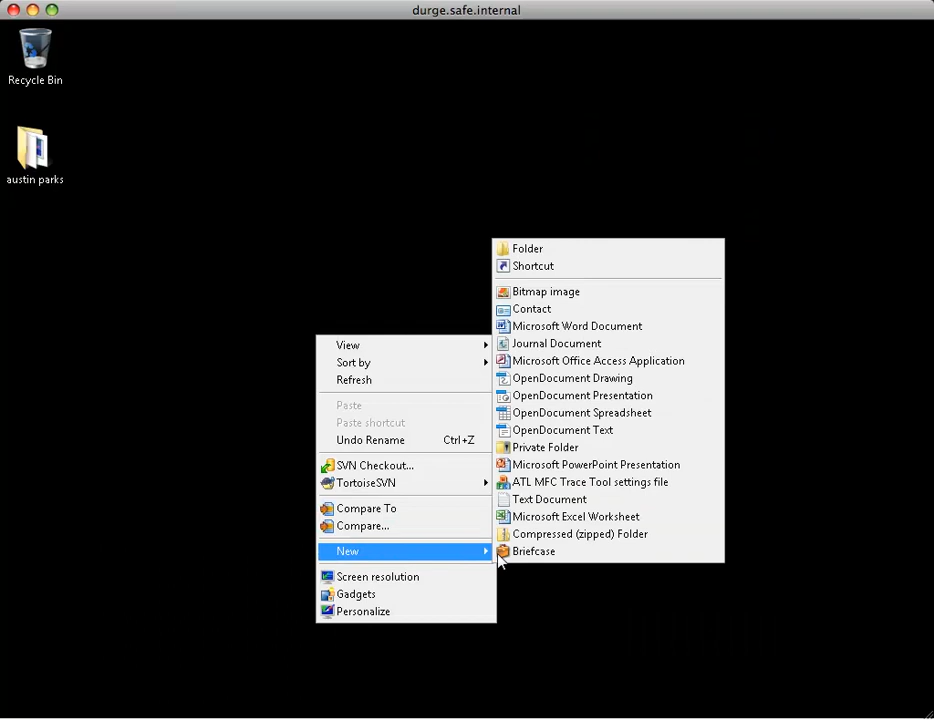 durge.safe.internal
Recycle Bin
austin parks
Folder
Shortcut
Bitmap image
Contact
Microsoft Word Document
Journal Document
Microsoft Office Access Application
OpenDocument Drawing
OpenDocument Presentation
OpenDocument Spreadsheet
OpenDocument Text
Private Folder
Microsoft PowerPoint Presentation
ATL MFC Trace Tool settings file
Text Document
Microsoft Excel Worksheet
Compressed (zipped) Folder
Briefcase
View
Sort by
Refresh
Paste
Paste shortcut
Undo Rename Ctrl+Z
SVN Checkout...
TortoiseSVN
Compare To
Compare...
New
Screen resolution
Gadgets
Personalize